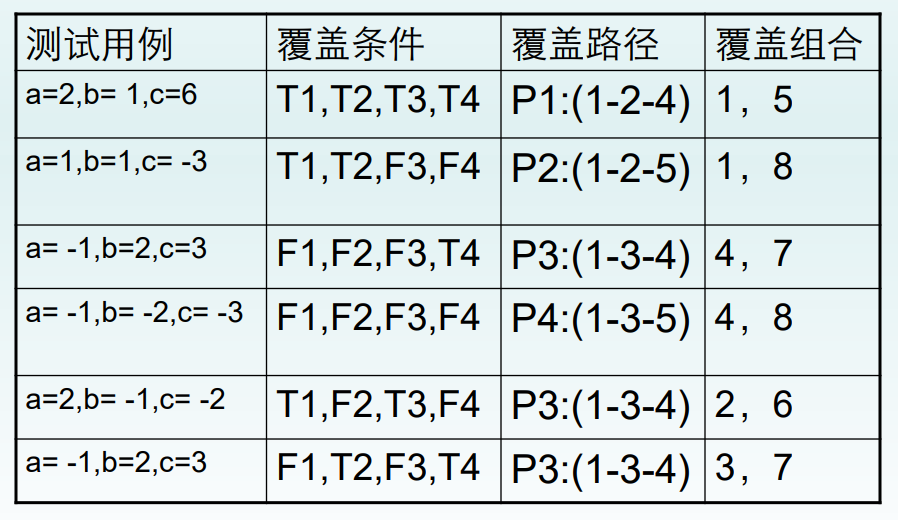 测试用例 覆盖条件 覆盖路径 覆盖组合
a=2,b= 1,c=6 T1,T2,T3,T4 P1:(1-2-4) 1，5
a=1,b=1,c= -3 T1,T2,F3,F4 P2:(1-2-5) 1，8
a= -1,b=2,c=3 F1,F2,F3,T4 P3:(1-3-4) 4，7
a= -1,b= -2,c= -3 F1,F2,F3,F4 P4:(1-3-5) 4，8
a=2,b= -1,c= -2 T1,F2,T3,F4 P3:(1-3-4) 2，6
a= -1,b=2,c=3 F1,T2,F3,T4 P3:(1-3-4) 3，7